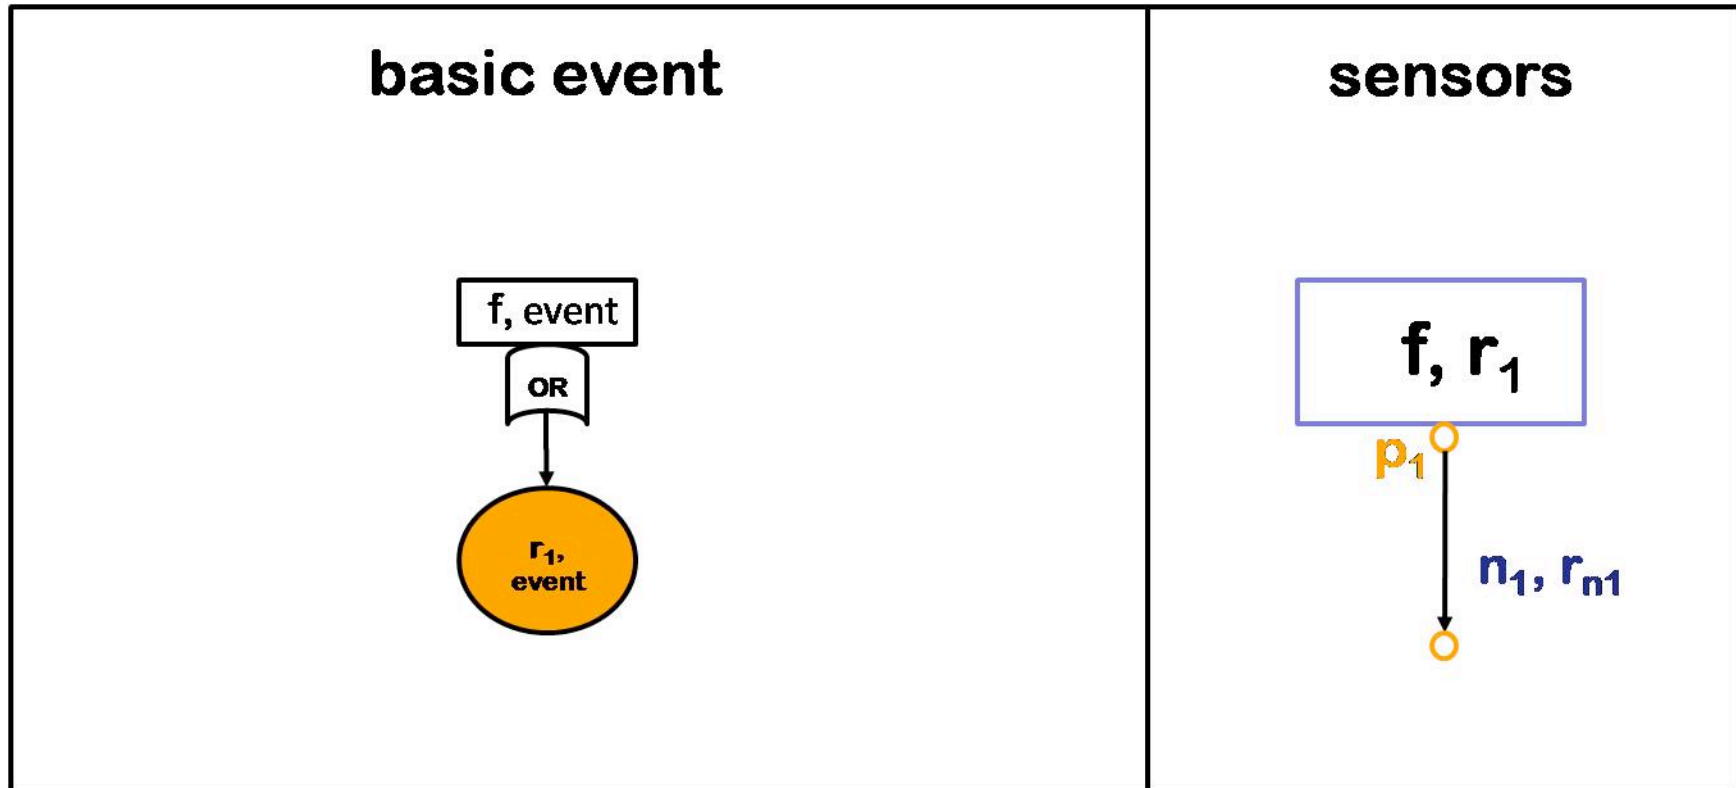 basic event
sensors
f, event
OR
r₁,
event
f, r₁
p₁
n₁, rₙ₁